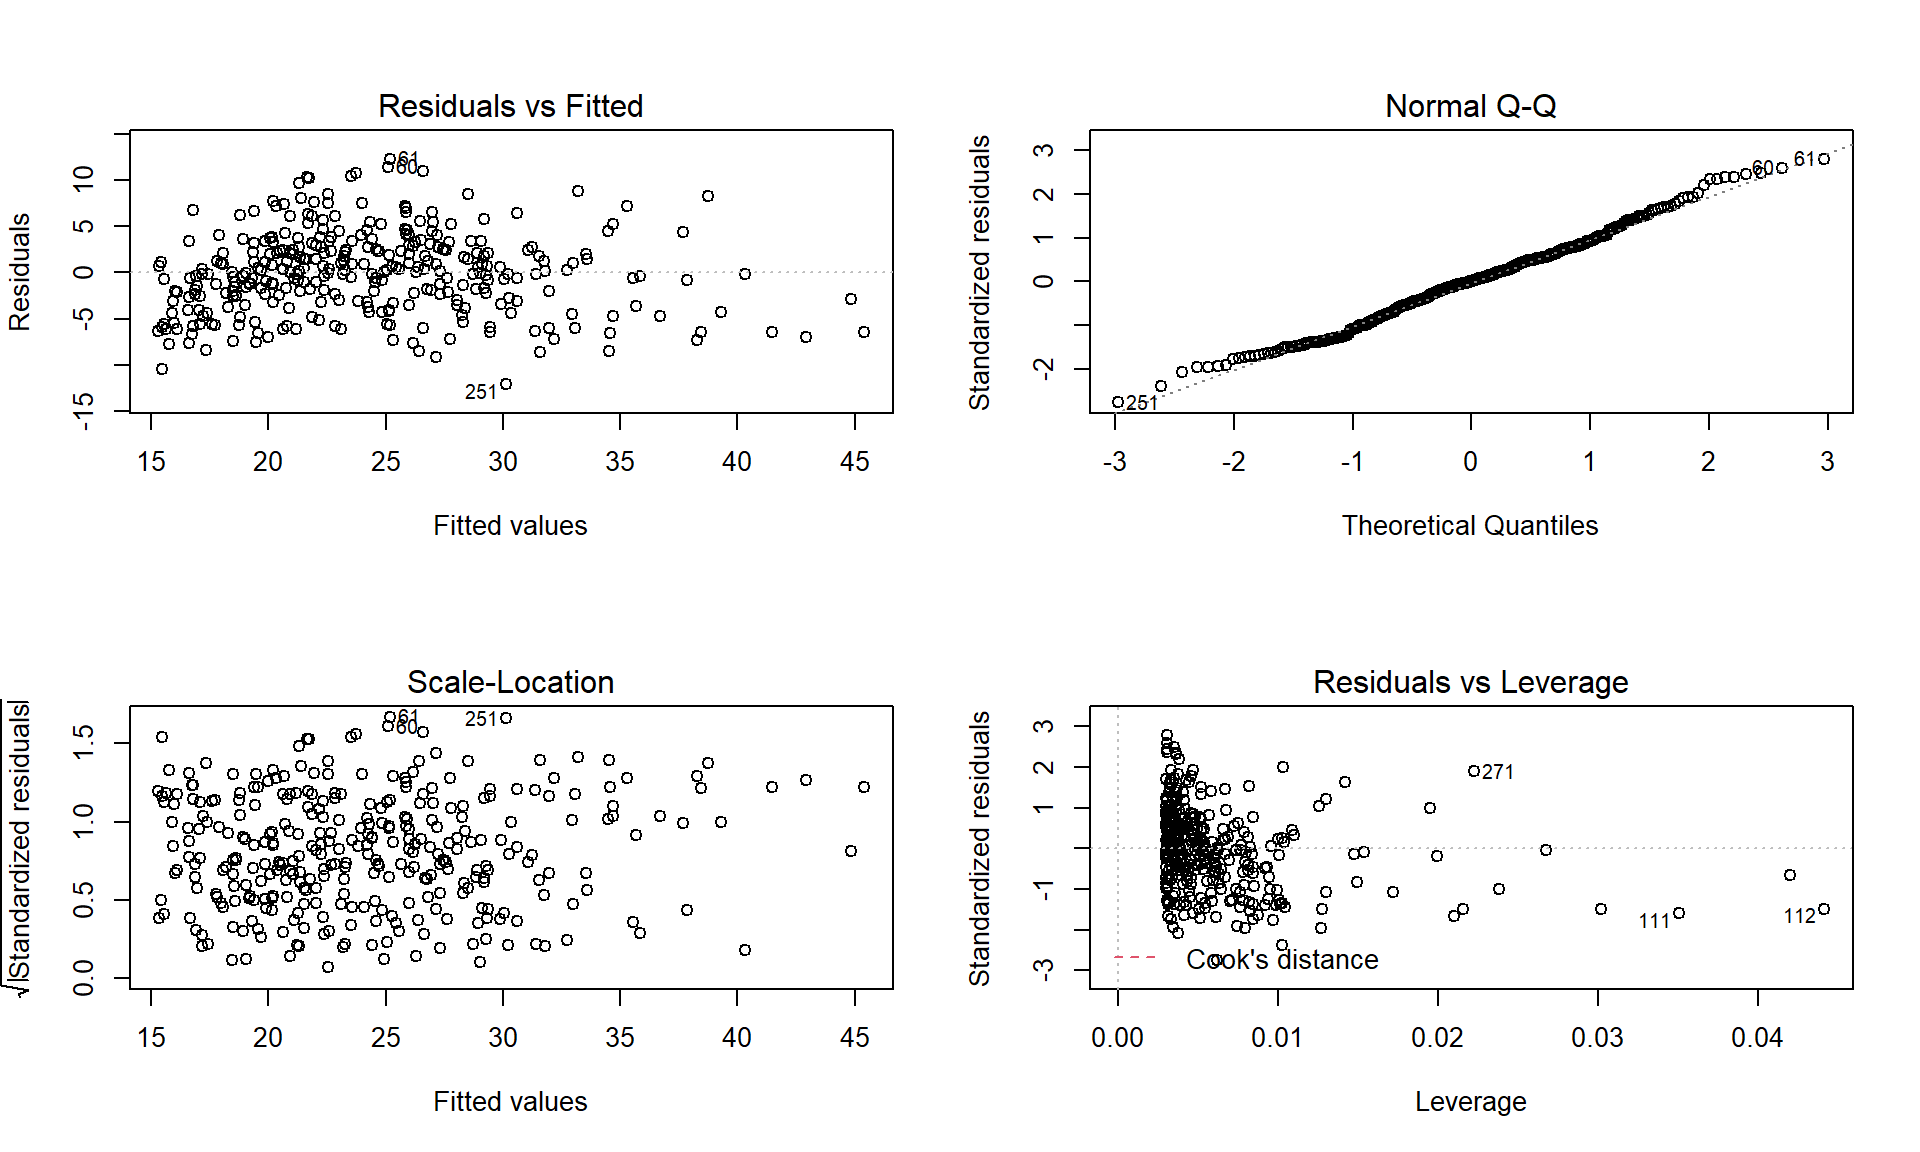 Residuals vs Fitted
Residuals
10
5
0
-5
-15
61
60
251
15 20 25 30 35 40 45
Fitted values
Normal Q-Q
Standardized residuals
3
2
1
0
-2
60 61
251
-3 -2 -1 0 1 2 3
Theoretical Quantiles
Scale-Location
√|Standardized residuals|
1.5
1.0
0.5
0.0
61
60
251
15 20 25 30 35 40 45
Fitted values
Residuals vs Leverage
Standardized residuals
3
2
1
-1
-3
271
111
112
Cook's distance
0.00 0.01 0.02 0.03 0.04
Leverage